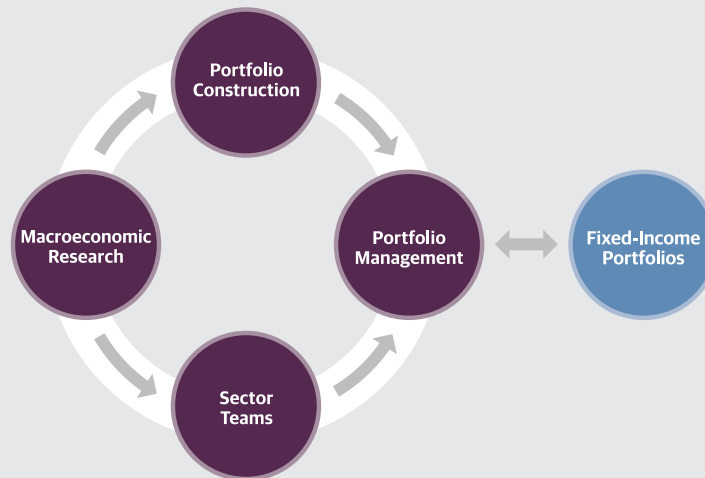 Portfolio
Construction
Macroeconomic
Research
Portfolio
Management
Fixed-Income
Portfolios
Sector
Teams